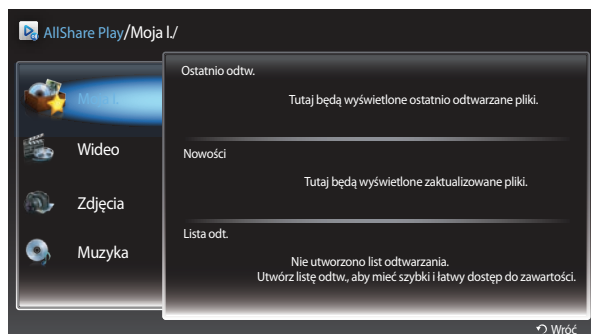 AllShare Play/Moja l./
Moja l.
Wideo
Zdjęcia
Muzyka
Ostatnio odtw.
Tutaj będą wyświetlone ostatnio odtwarzane pliki.
Nowości
Tutaj będą wyświetlone zaktualizowane pliki.
Lista odt.
Nie utworzono list odtwarzania.
Utwórz listę odtw., aby mieć szybki i łatwy dostęp do zawartości.
Wróć